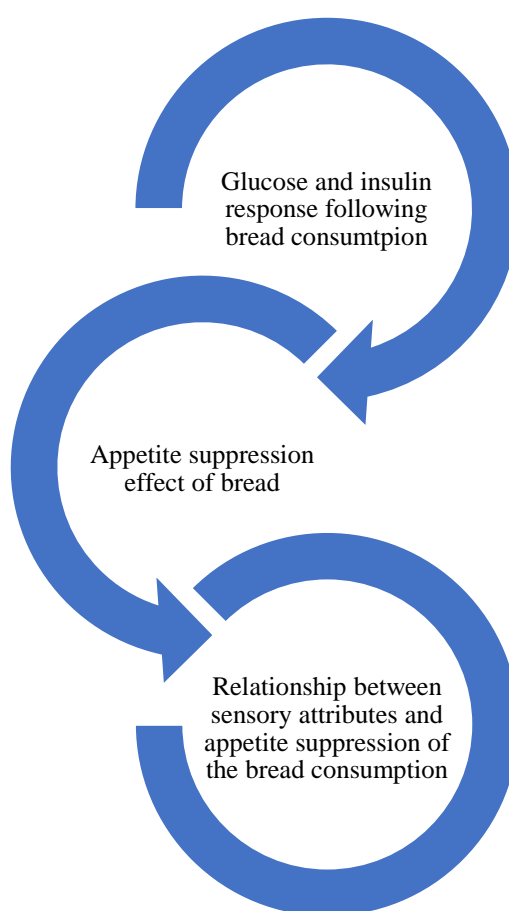 Glucose and insulin
response following
bread consumtpion
Appetite suppression
effect of bread
Relationship between
sensory attributes and
appetite suppression of
the bread consumption